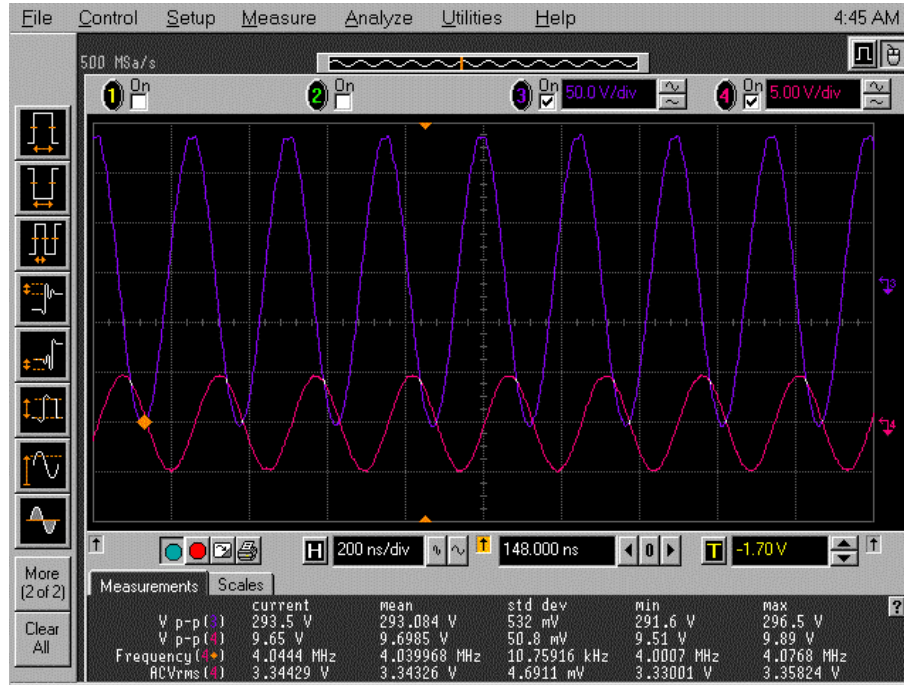 File Control Setup Measure Analyze Utilities Help 4:45 AM
500 MSa/s
1 On 2 On 3 On 50.0 V/div 4 On 5.00 V/div
3
4
H 200 ns/div 148.000 ns 0 T -1.70 V
More
(2 of 2)
Clear
All
Measurements Scales
?
current mean std dev min max
V p-p(3) 293.5 V 293.084 V 532 mV 291.6 V 296.5 V
V p-p(4) 9.65 V 9.6985 V 50.8 mV 9.51 V 9.89 V
Frequency(4) 4.0444 MHz 4.039968 MHz 10.75916 kHz 4.0007 MHz 4.0768 MHz
ACVrms(4) 3.34429 V 3.34326 V 4.6911 mV 3.33001 V 3.35824 V